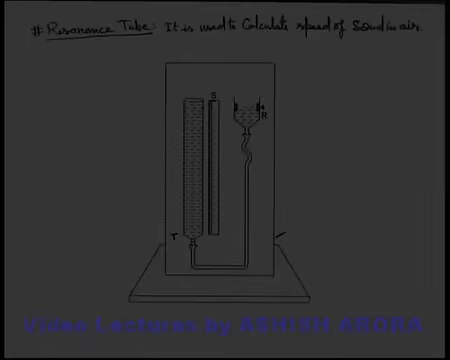 # Resonance Tube: It is used to Calculate speed of Sound in air
S
R
T
Video Lectures by ASHISH ARORA